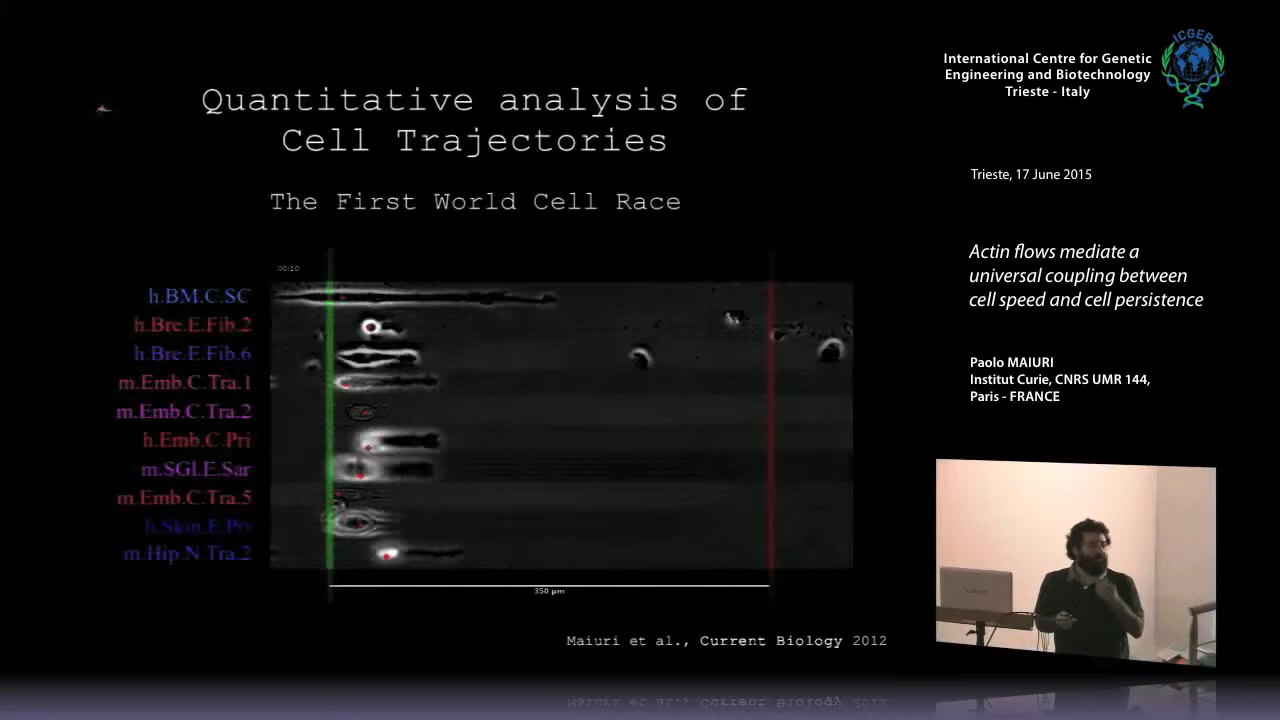 Quantitative analysis of
Cell Trajectories
The First World Cell Race
00:10
h.BM.C.SC
h.Bre.E.Fib.2
h.Bre.E.Fib.6
m.Emb.C.Tra.1
m.Emb.C.Tra.2
h.Emb.C.Pri
m.SGl.E.Sar
m.Emb.C.Tra.5
h.Skin.E.Pri
m.Hip.N.Tra.2
350 µm
Maiuri et al., Current Biology 2012
International Centre for Genetic
Engineering and Biotechnology
Trieste - Italy
ICGEB
Trieste, 17 June 2015
Actin flows mediate a
universal coupling between
cell speed and cell persistence
Paolo MAIURI
Institut Curie, CNRS UMR 144,
Paris - FRANCE